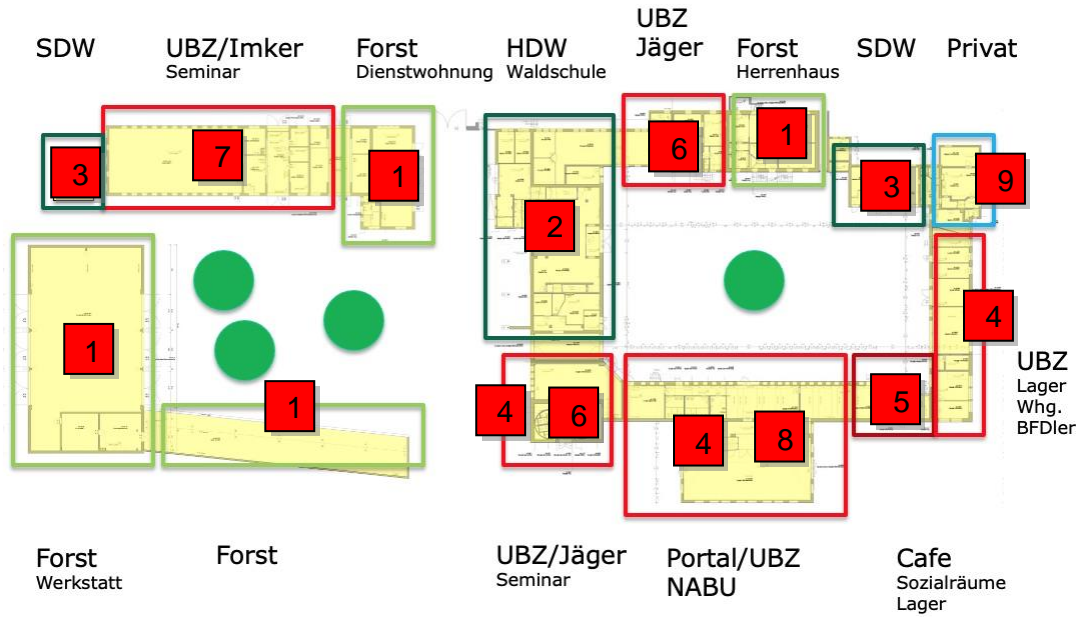 SDW
UBZ/Imker
Seminar
Forst
Dienstwohnung
HDW
Waldschule
UBZ
Jäger
Forst
Herrenhaus
SDW
Privat
3
7
1
2
6
1
3
9
1
1
4
6
4
8
5
4
UBZ
Lager
Whg.
BFDler
Forst
Werkstatt
Forst
UBZ/Jäger
Seminar
Portal/UBZ
NABU
Cafe
Sozialräume
Lager